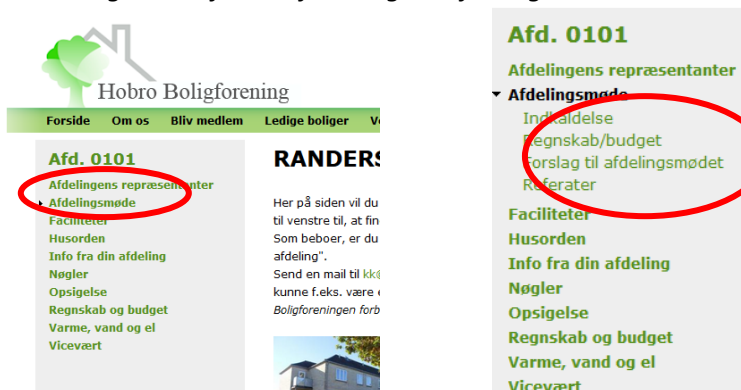 Hobro Boligforening
Forside Om os Bliv medlem Ledige boliger
Afd. 0101
Afdelingens repræsentanter
Afdelingsmøde
Faciliteter
Husorden
Info fra din afdeling
Nøgler
Opsigelse
Regnskab og budget
Varme, vand og el
Vicevært
RANDERS
Her på siden vil du
til venstre til, at fin
Som beboer, er du
afdeling".
Send en mail til kk@
kunne f.eks. være
Boligforeningen forb
Afd. 0101
Afdelingens repræsentanter
Afdelingsmøde
Indkaldelse
Regnskab/budget
Forslag til afdelingsmødet
Referater
Faciliteter
Husorden
Info fra din afdeling
Nøgler
Opsigelse
Regnskab og budget
Varme, vand og el
Vicevært